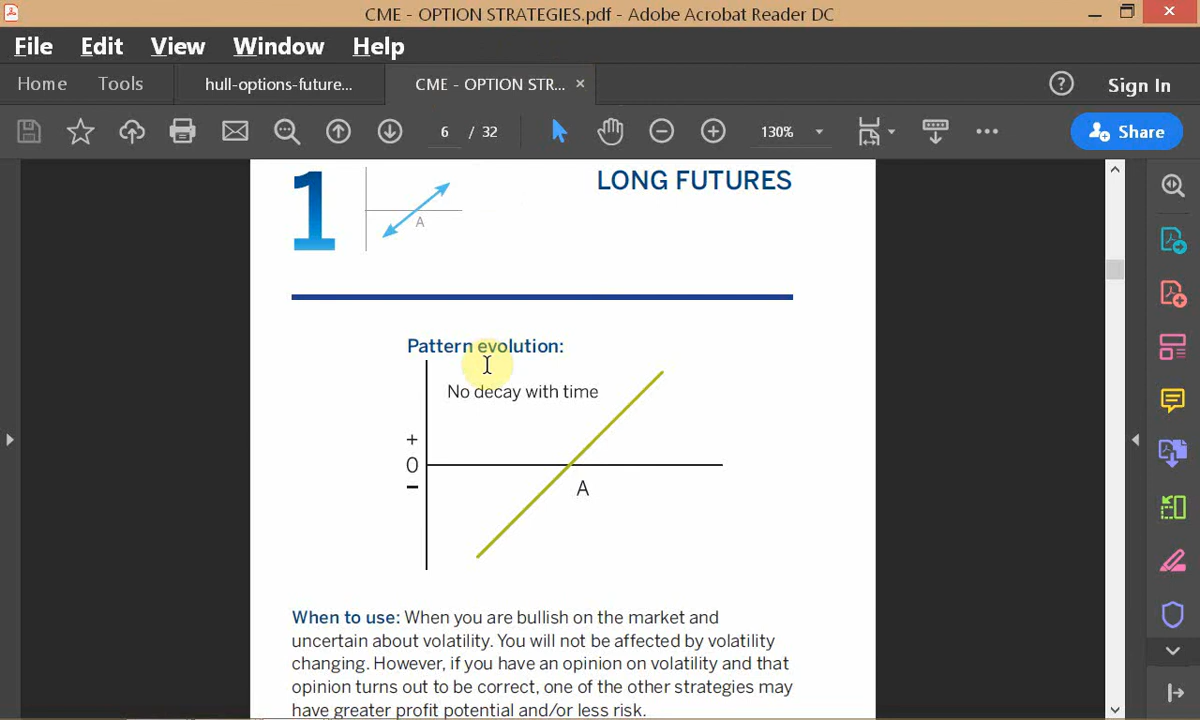 CME - OPTION STRATEGIES.pdf - Adobe Acrobat Reader DC
File Edit View Window Help
Home Tools hull-options-future... CME - OPTION STR... × ? Sign In
6 / 32 130% Share
1
A
LONG FUTURES
Pattern evolution:
No decay with time
+
0
−
A
When to use: When you are bullish on the market and
uncertain about volatility. You will not be affected by volatility
changing. However, if you have an opinion on volatility and that
opinion turns out to be correct, one of the other strategies may
have greater profit potential and/or less risk.